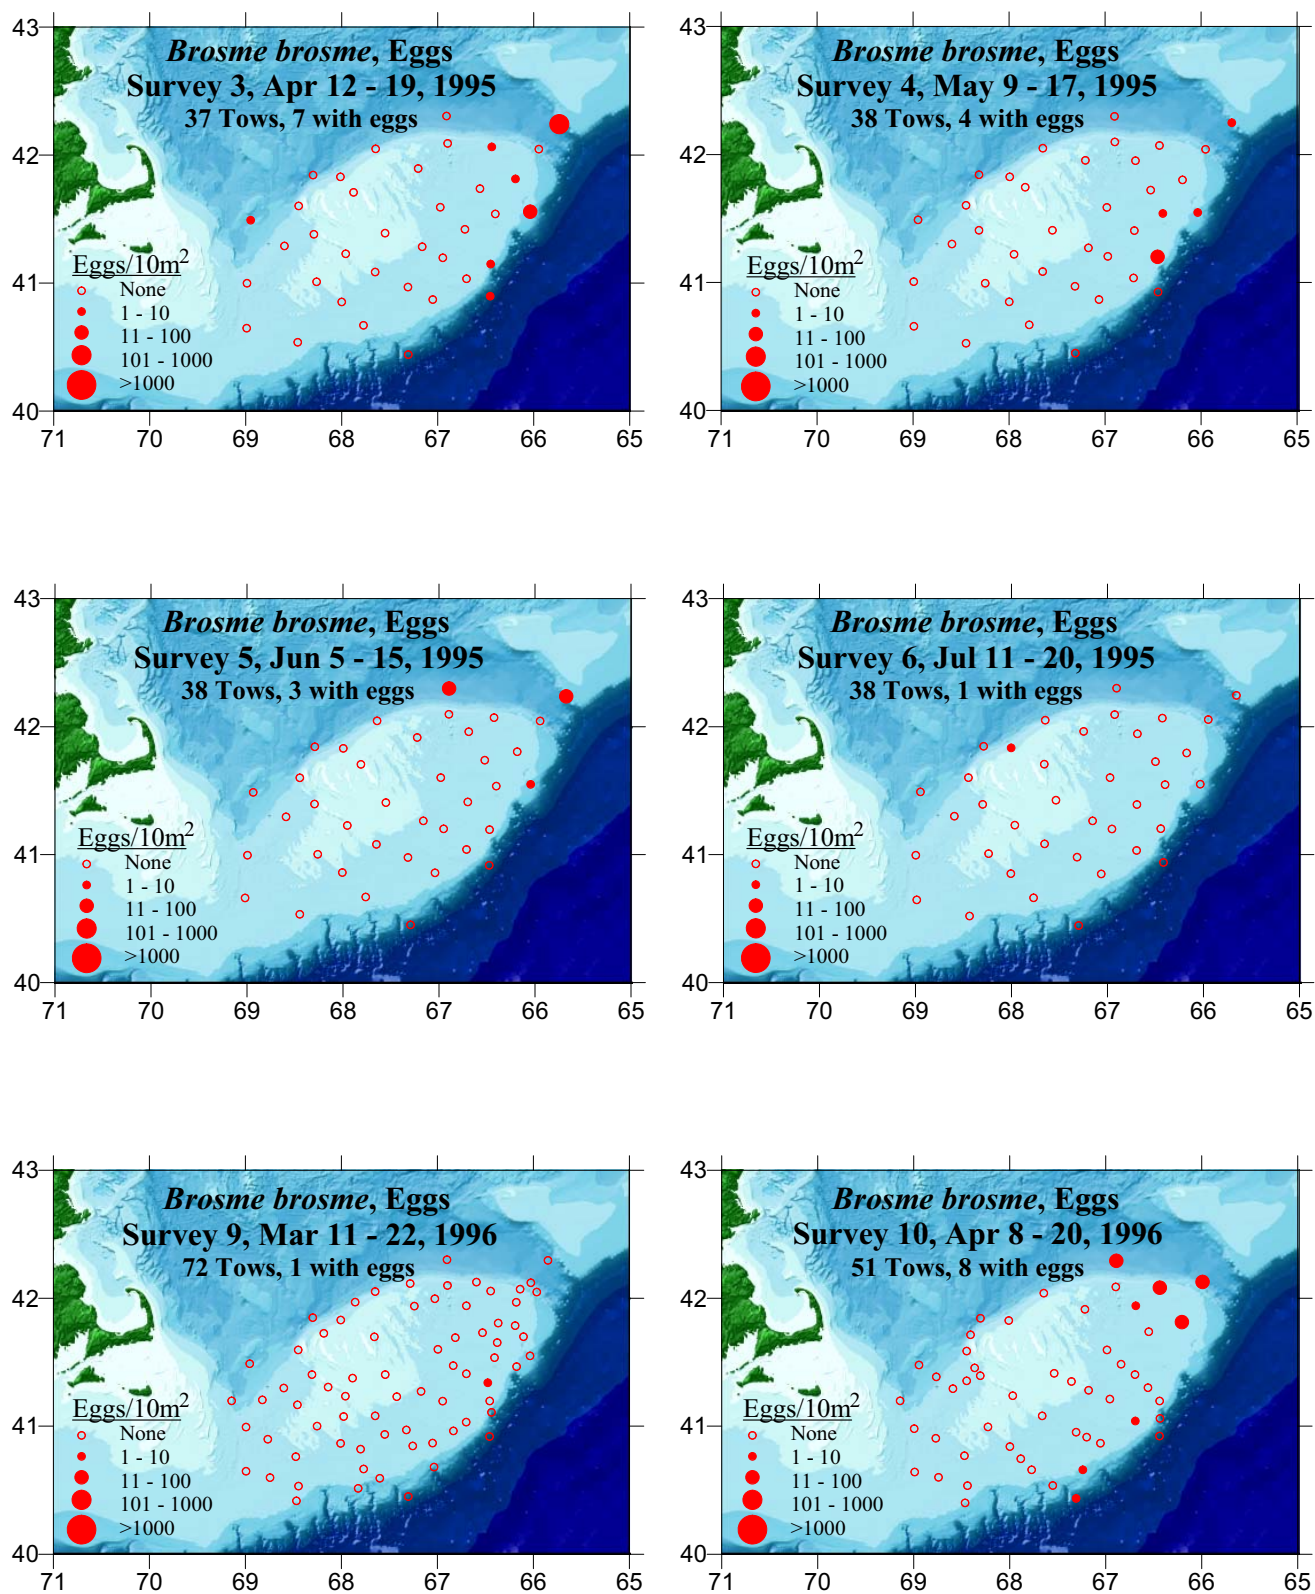 Brosme brosme, Eggs
Survey 3, Apr 12 - 19, 1995
37 Tows, 7 with eggs
Eggs/10m2
None
1 - 10
11 - 100
101 - 1000
>1000
43
42
41
40
71 70 69 68 67 66 65
Brosme brosme, Eggs
Survey 4, May 9 - 17, 1995
38 Tows, 4 with eggs
Eggs/10m2
None
1 - 10
11 - 100
101 - 1000
>1000
43
42
41
40
71 70 69 68 67 66 65
Brosme brosme, Eggs
Survey 5, Jun 5 - 15, 1995
38 Tows, 3 with eggs
Eggs/10m2
None
1 - 10
11 - 100
101 - 1000
>1000
43
42
41
40
71 70 69 68 67 66 65
Brosme brosme, Eggs
Survey 6, Jul 11 - 20, 1995
38 Tows, 1 with eggs
Eggs/10m2
None
1 - 10
11 - 100
101 - 1000
>1000
43
42
41
40
71 70 69 68 67 66 65
Brosme brosme, Eggs
Survey 9, Mar 11 - 22, 1996
72 Tows, 1 with eggs
Eggs/10m2
None
1 - 10
11 - 100
101 - 1000
>1000
43
42
41
40
71 70 69 68 67 66 65
Brosme brosme, Eggs
Survey 10, Apr 8 - 20, 1996
51 Tows, 8 with eggs
Eggs/10m2
None
1 - 10
11 - 100
101 - 1000
>1000
43
42
41
40
71 70 69 68 67 66 65